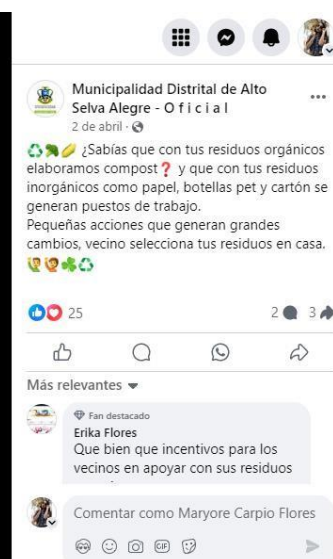 Municipalidad Distrital de Alto
Selva Alegre - O f i c i a l
2 de abril ·
¿Sabías que con tus residuos orgánicos
elaboramos compost❓ y que con tus residuos
inorgánicos como papel, botellas pet y cartón se
generan puestos de trabajo.
Pequeñas acciones que generan grandes
cambios, vecino selecciona tus residuos en casa.
25
2
3
Más relevantes
Fan destacado
Erika Flores
Que bien que incentivos para los
vecinos en apoyar con sus residuos
Comentar como Maryore Carpio Flores
GIF